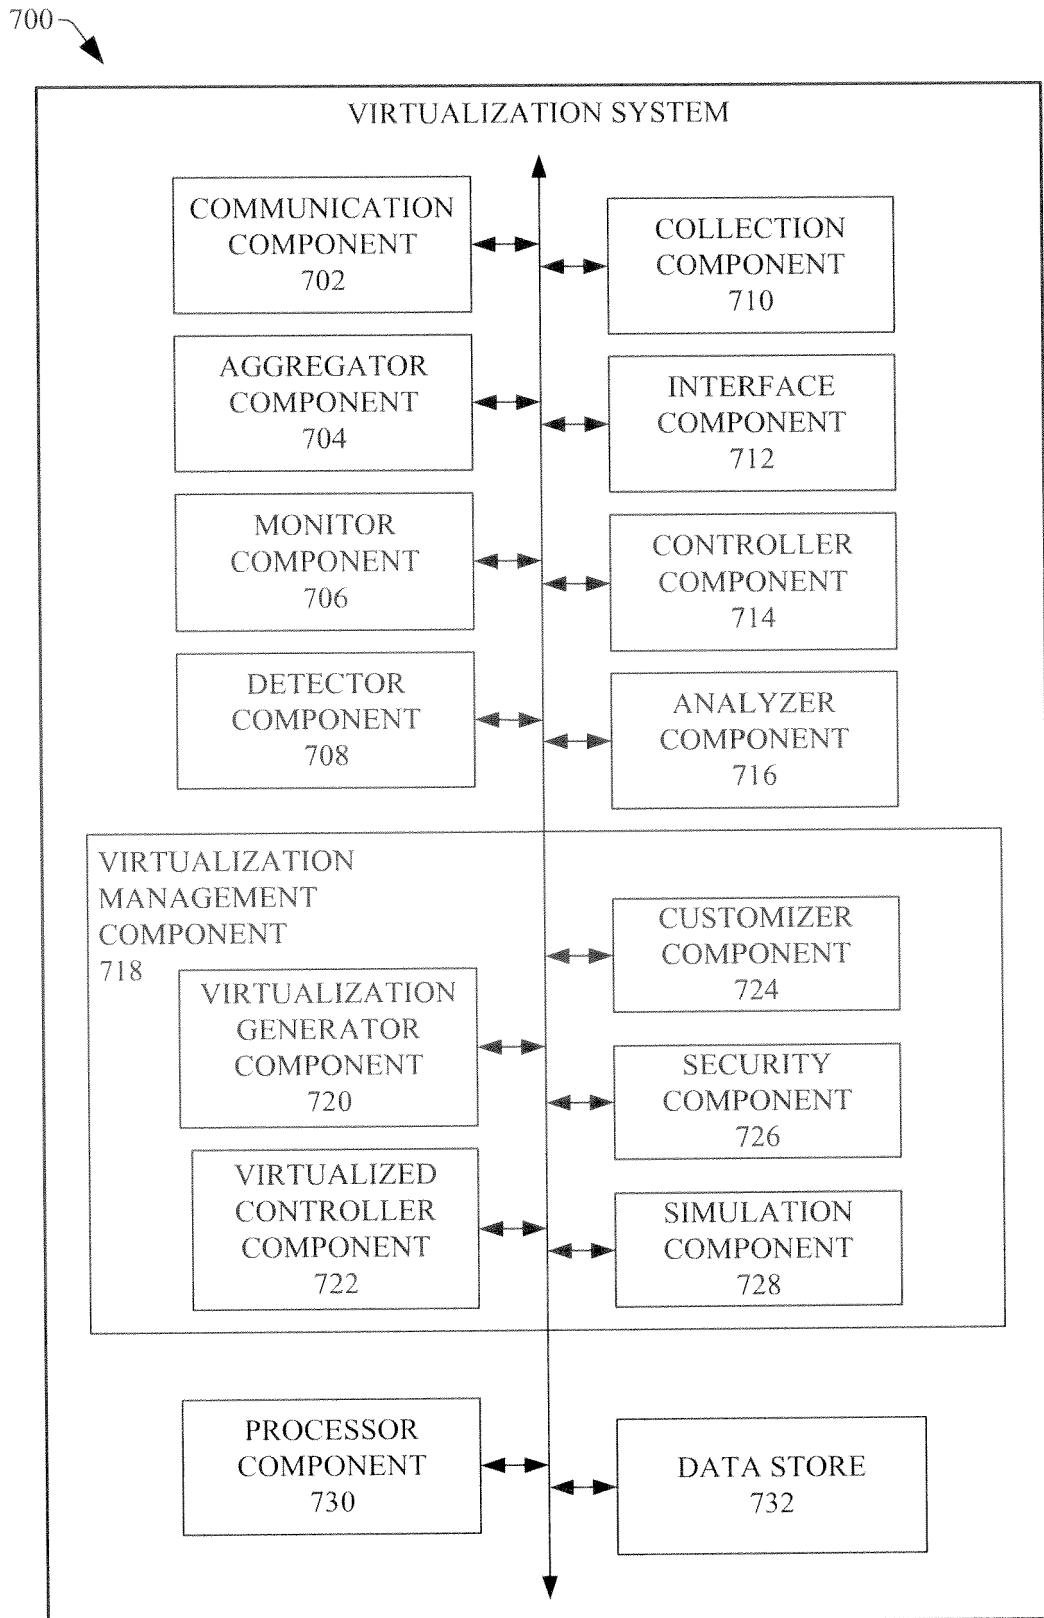 700
VIRTUALIZATION SYSTEM
COMMUNICATION
COMPONENT
702
COLLECTION
COMPONENT
710
AGGREGATOR
COMPONENT
704
INTERFACE
COMPONENT
712
MONITOR
COMPONENT
706
CONTROLLER
COMPONENT
714
DETECTOR
COMPONENT
708
ANALYZER
COMPONENT
716
VIRTUALIZATION
MANAGEMENT
COMPONENT
718
CUSTOMIZER
COMPONENT
724
VIRTUALIZATION
GENERATOR
COMPONENT
720
SECURITY
COMPONENT
726
VIRTUALIZED
CONTROLLER
COMPONENT
722
SIMULATION
COMPONENT
728
PROCESSOR
COMPONENT
730
DATA STORE
732